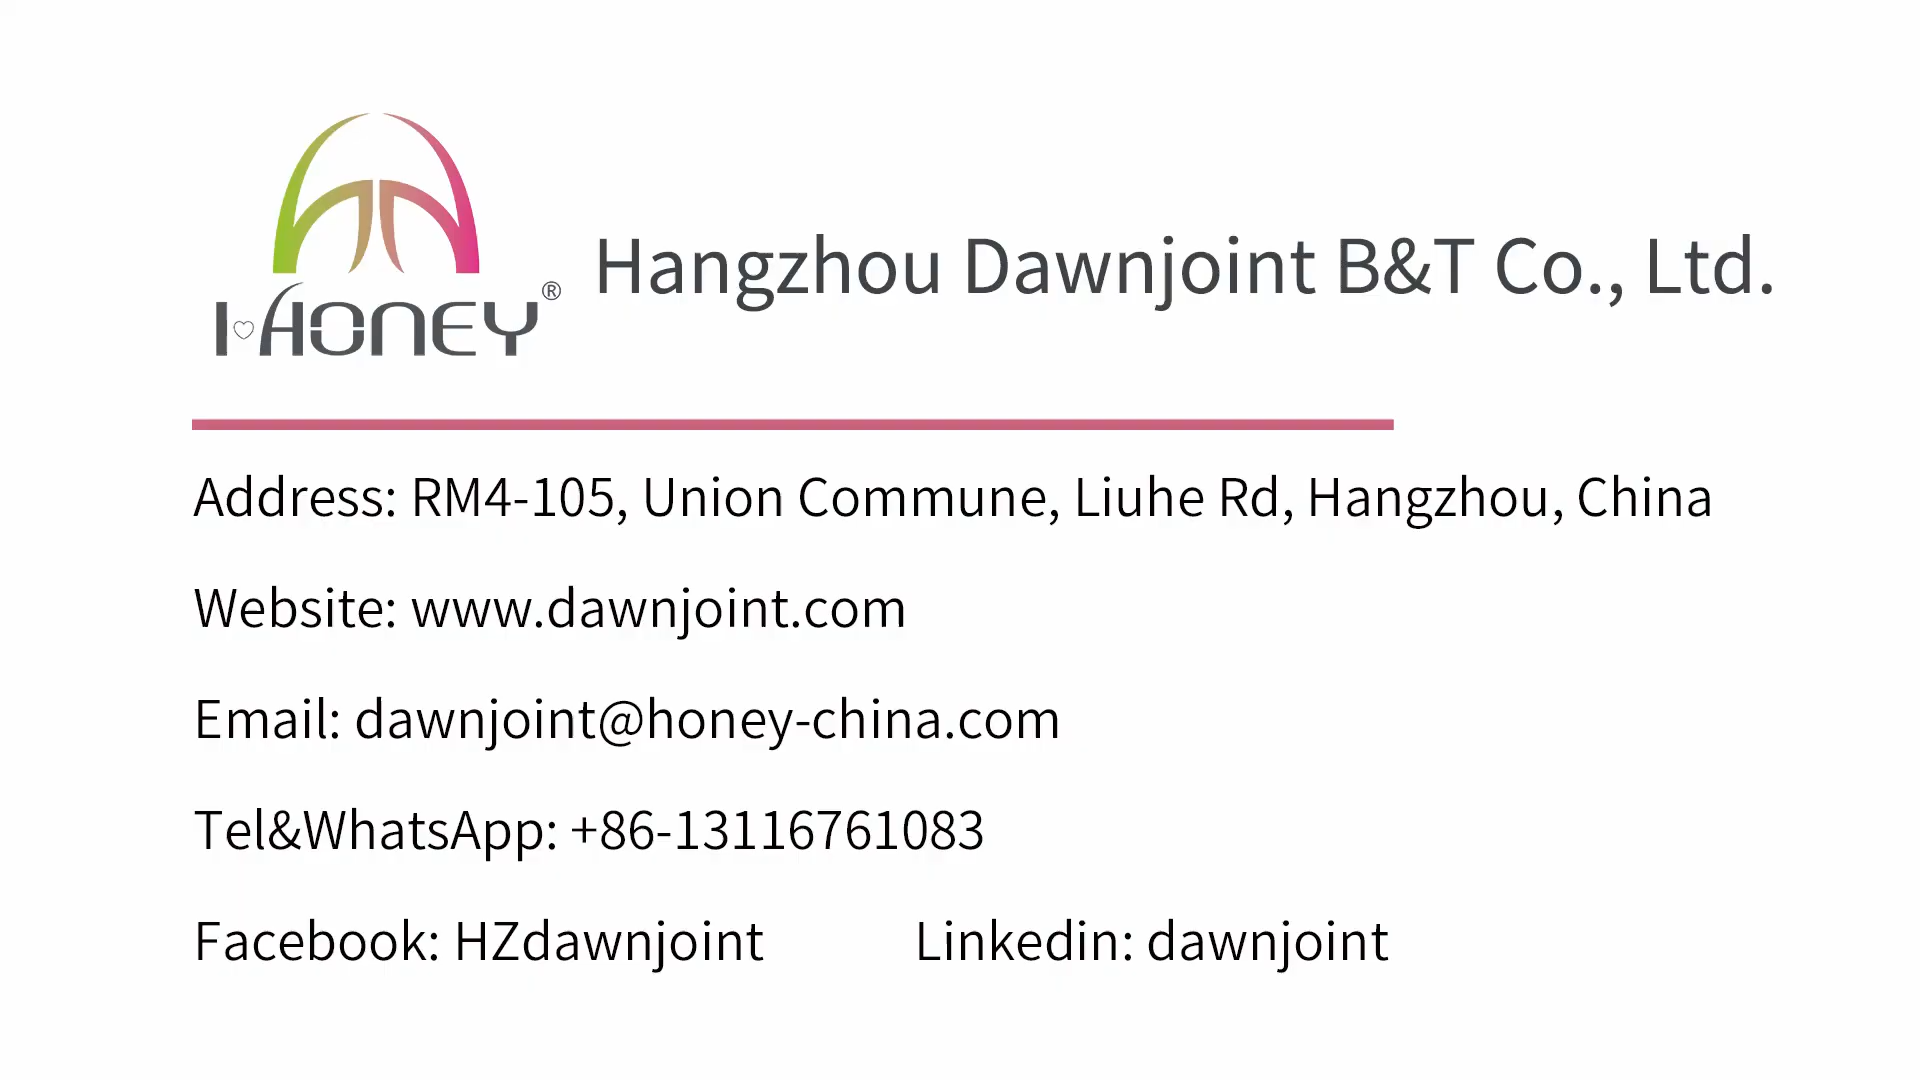 I♡HONEY®
Hangzhou Dawnjoint B&T Co., Ltd.
Address: RM4-105, Union Commune, Liuhe Rd, Hangzhou, China
Website: www.dawnjoint.com
Email: dawnjoint@honey-china.com
Tel&WhatsApp: +86-13116761083
Facebook: HZdawnjoint Linkedin: dawnjoint